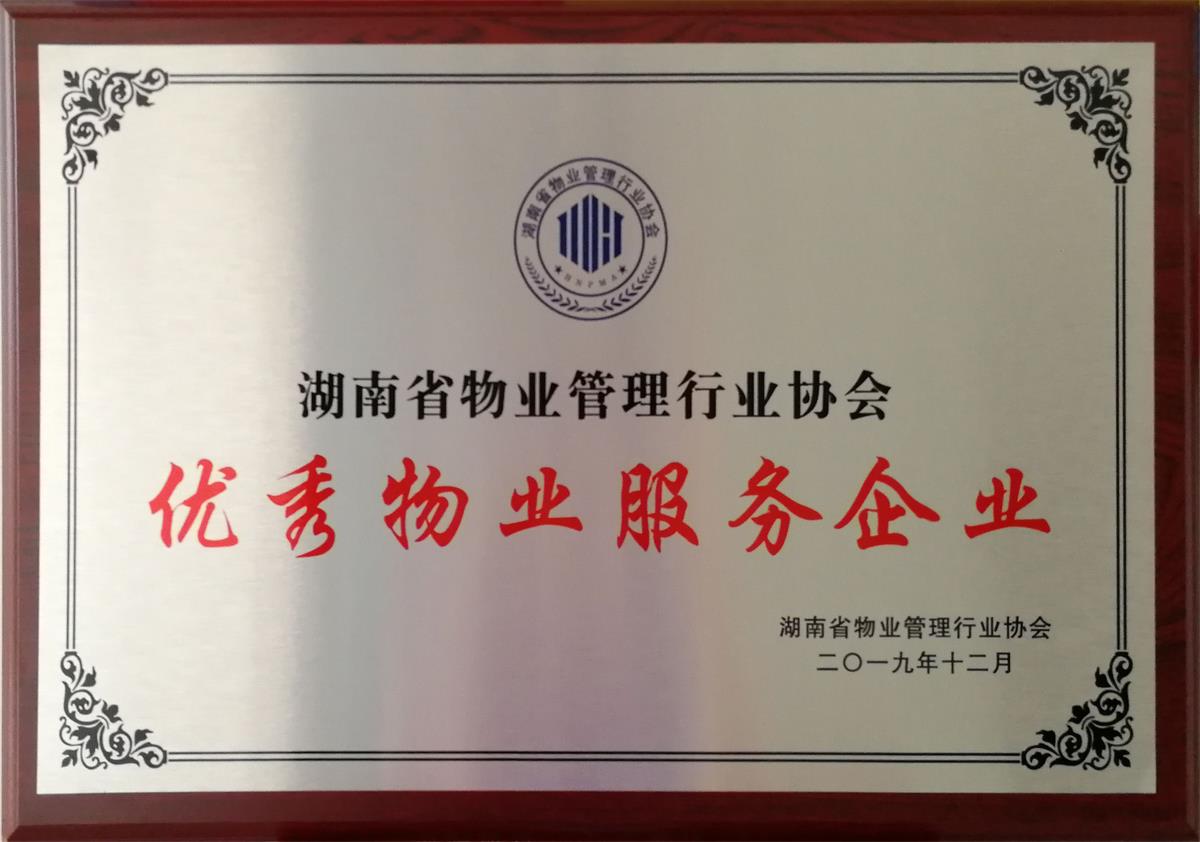 湖南省物业管理行业协会
HNPMA
湖南省物业管理行业协会
优秀物业服务企业
湖南省物业管理行业协会
二〇一九年十二月